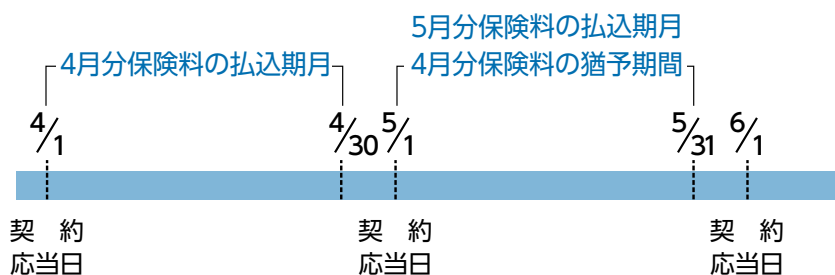 5月分保険料の払込期月
4月分保険料の払込期月
4月分保険料の猶予期間
4/1
4/30
5/1
5/31
6/1
契 約
応当日
契 約
応当日
契 約
応当日